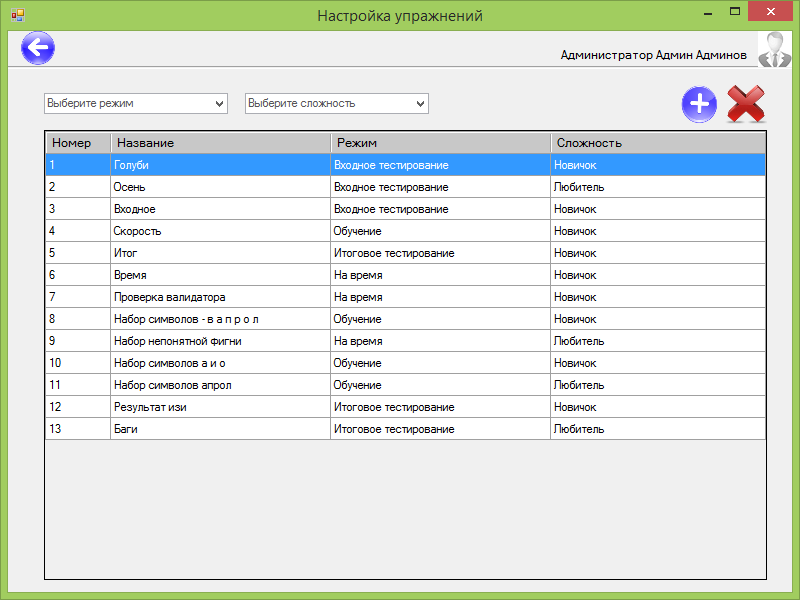 Настройка упражнений
Администратор Админ Админов
Выберите режим Выберите сложность
Номер Название Режим Сложность
1 Голуби Входное тестирование Новичок
2 Осень Входное тестирование Любитель
3 Входное Входное тестирование Новичок
4 Скорость Обучение Новичок
5 Итог Итоговое тестирование Новичок
6 Время На время Новичок
7 Проверка валидатора На время Новичок
8 Набор символов - в а п р о л Обучение Новичок
9 Набор непонятной фигни На время Любитель
10 Набор символов а и о Обучение Новичок
11 Набор символов апрол Обучение Любитель
12 Результат изи Итоговое тестирование Новичок
13 Баги Итоговое тестирование Любитель